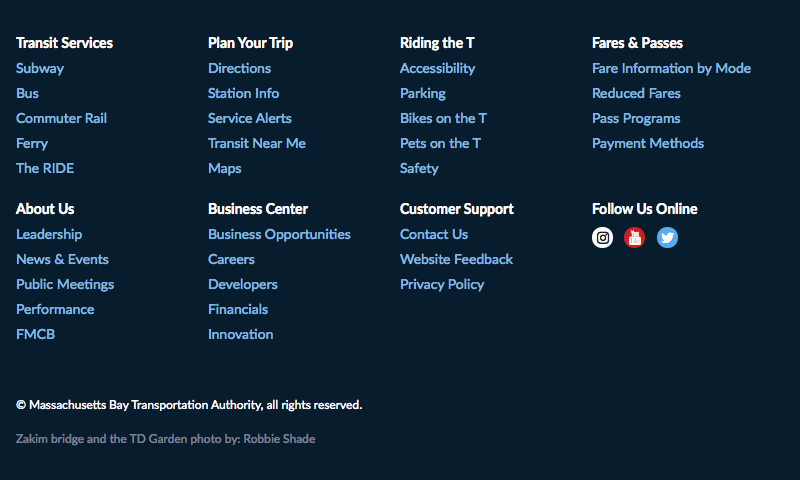 Transit Services
Subway
Bus
Commuter Rail
Ferry
The RIDE
Plan Your Trip
Directions
Station Info
Service Alerts
Transit Near Me
Maps
Riding the T
Accessibility
Parking
Bikes on the T
Pets on the T
Safety
Fares & Passes
Fare Information by Mode
Reduced Fares
Pass Programs
Payment Methods
About Us
Leadership
News & Events
Public Meetings
Performance
FMCB
Business Center
Business Opportunities
Careers
Developers
Financials
Innovation
Customer Support
Contact Us
Website Feedback
Privacy Policy
Follow Us Online
© Massachusetts Bay Transportation Authority, all rights reserved.
Zakim bridge and the TD Garden photo by: Robbie Shade